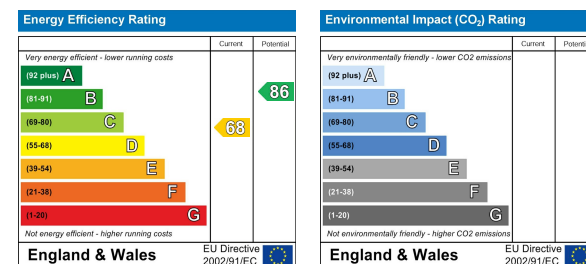 Energy Efficiency Rating
Current Potential
Very energy efficient - lower running costs
(92 plus) A
(81-91) B
(69-80) C
(55-68) D
(39-54) E
(21-38) F
(1-20) G
68
86
Not energy efficient - higher running costs
England & Wales
EU Directive
2002/91/EC
Environmental Impact (CO₂) Rating
Current Potenti
Very environmentally friendly - lower CO2 emissions
(92 plus) A
(81-91) B
(69-80) C
(55-68) D
(39-54) E
(21-38) F
(1-20) G
Not environmentally friendly - higher CO2 emissions
England & Wales
EU Directive
2002/91/EC